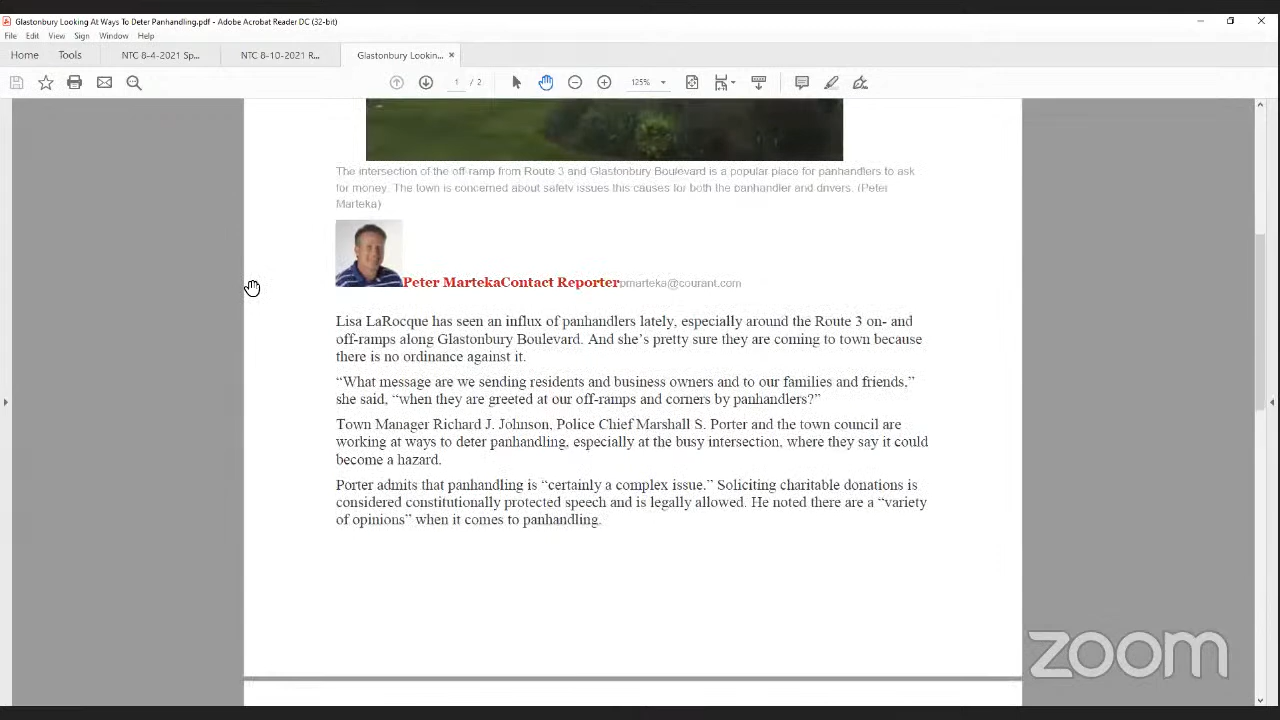 Glastonbury Looking At Ways To Deter Panhandling.pdf - Adobe Acrobat Reader DC (32-bit)
File Edit View Sign Window Help
Home Tools NTC 8-4-2021 Sp... NTC 8-10-2021 R... Glastonbury Lookin... ×
1 / 2 125%
The intersection of the off-ramp from Route 3 and Glastonbury Boulevard is a popular place for panhandlers to ask
for money. The town is concerned about safety issues this causes for both the panhandler and drivers. (Peter
Marteka)
Peter MartekaContact Reporterpmarteka@courant.com
Lisa LaRocque has seen an influx of panhandlers lately, especially around the Route 3 on- and
off-ramps along Glastonbury Boulevard. And she’s pretty sure they are coming to town because
there is no ordinance against it.
“What message are we sending residents and business owners and to our families and friends,”
she said, “when they are greeted at our off-ramps and corners by panhandlers?”
Town Manager Richard J. Johnson, Police Chief Marshall S. Porter and the town council are
working at ways to deter panhandling, especially at the busy intersection, where they say it could
become a hazard.
Porter admits that panhandling is “certainly a complex issue.” Soliciting charitable donations is
considered constitutionally protected speech and is legally allowed. He noted there are a “variety
of opinions” when it comes to panhandling.
zoom